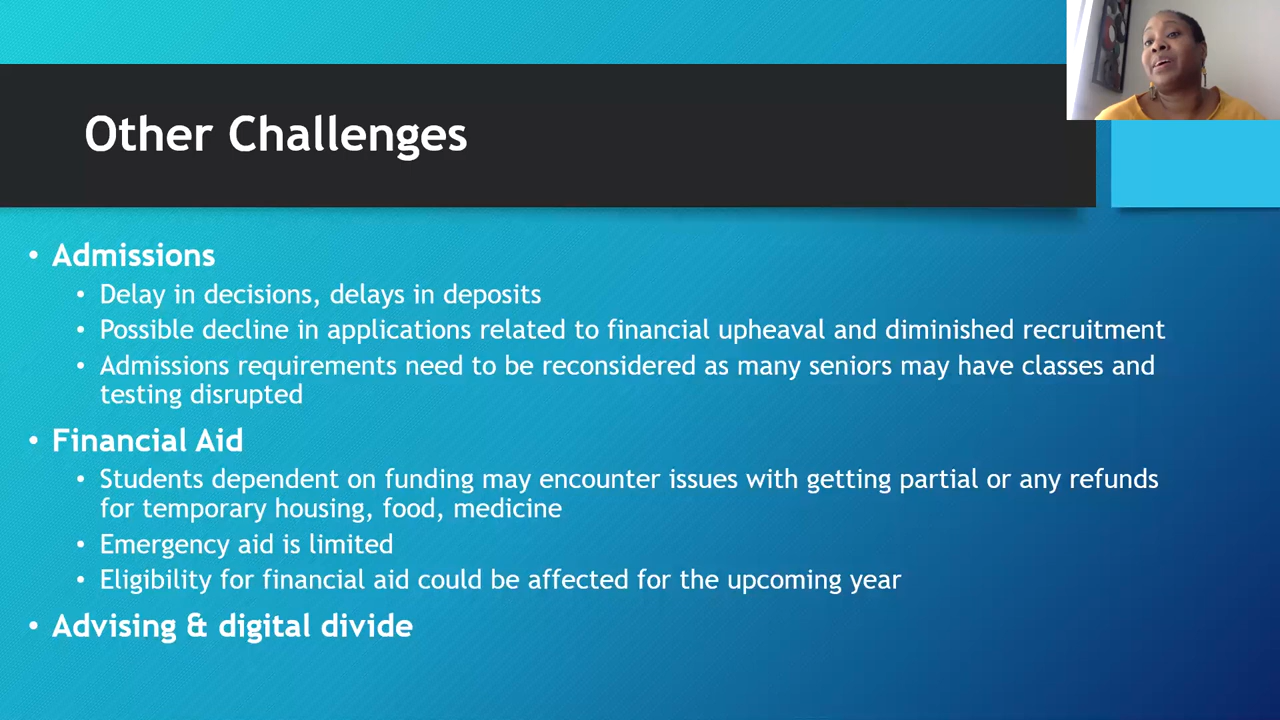 Other Challenges
• Admissions
• Delay in decisions, delays in deposits
• Possible decline in applications related to financial upheaval and diminished recruitment
• Admissions requirements need to be reconsidered as many seniors may have classes and
testing disrupted
• Financial Aid
• Students dependent on funding may encounter issues with getting partial or any refunds
for temporary housing, food, medicine
• Emergency aid is limited
• Eligibility for financial aid could be affected for the upcoming year
• Advising & digital divide